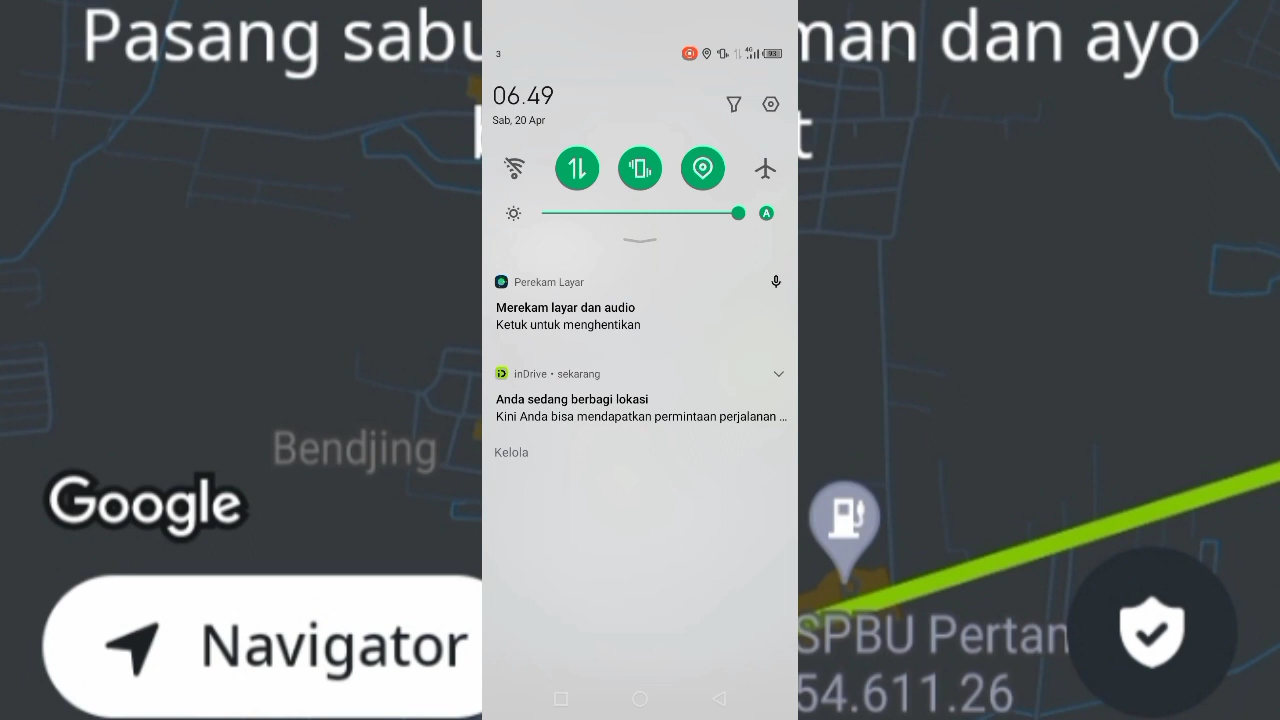 Pasang sabu
man dan ayo
t
3
4G
06.49
Sab, 20 Apr
A
Perekam Layar
Merekam layar dan audio
Ketuk untuk menghentikan
inDrive • sekarang
Anda sedang berbagi lokasi
Kini Anda bisa mendapatkan permintaan perjalanan ...
Kelola
Bendjing
Google
Navigator
SPBU Pertan
54.611.26